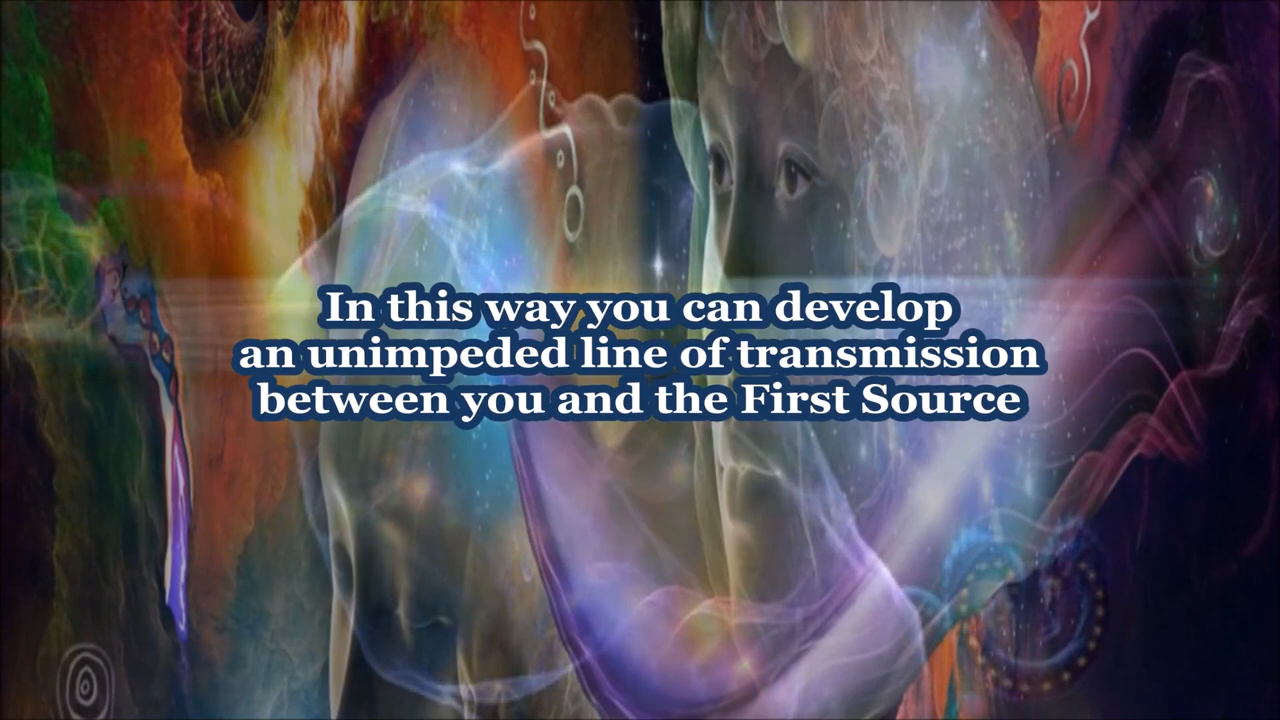 In this way you can develop
an unimpeded line of transmission
between you and the First Source